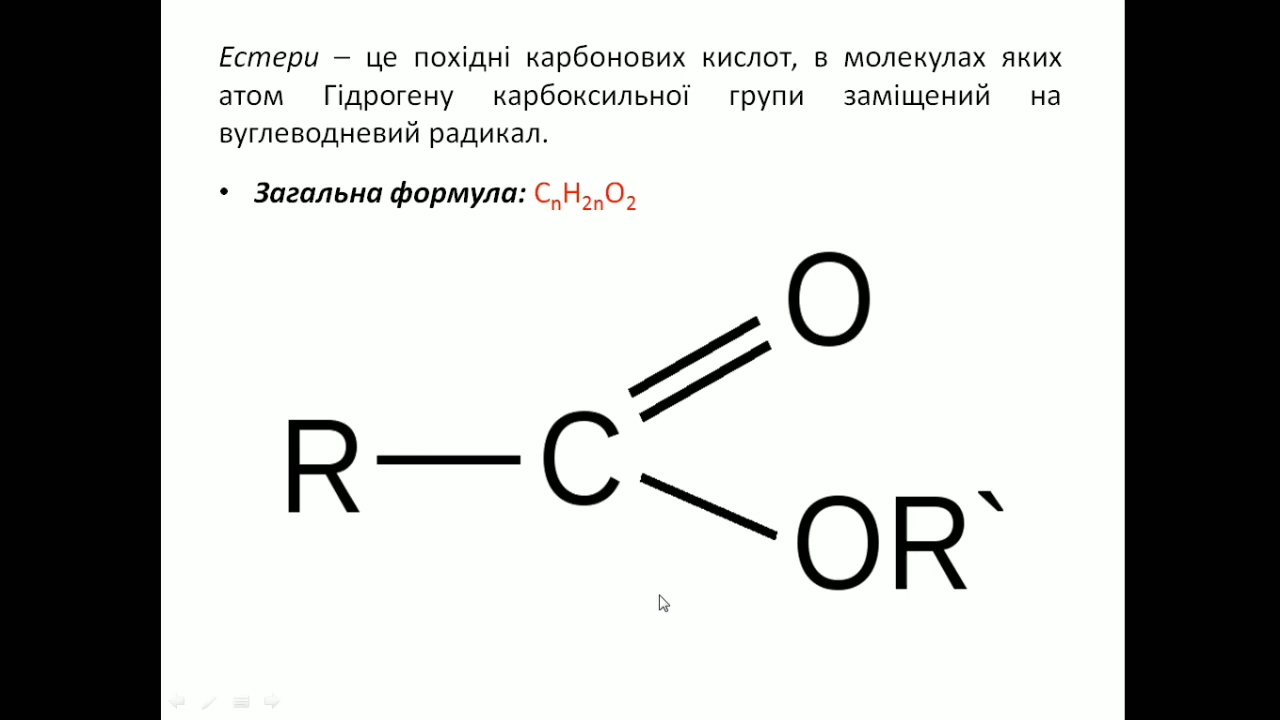 Естери – це похідні карбонових кислот, в молекулах яких
атом Гідрогену карбоксильної групи заміщений на
вуглеводневий радикал.
• Загальна формула: CnH2nO2
O
R C
OR`